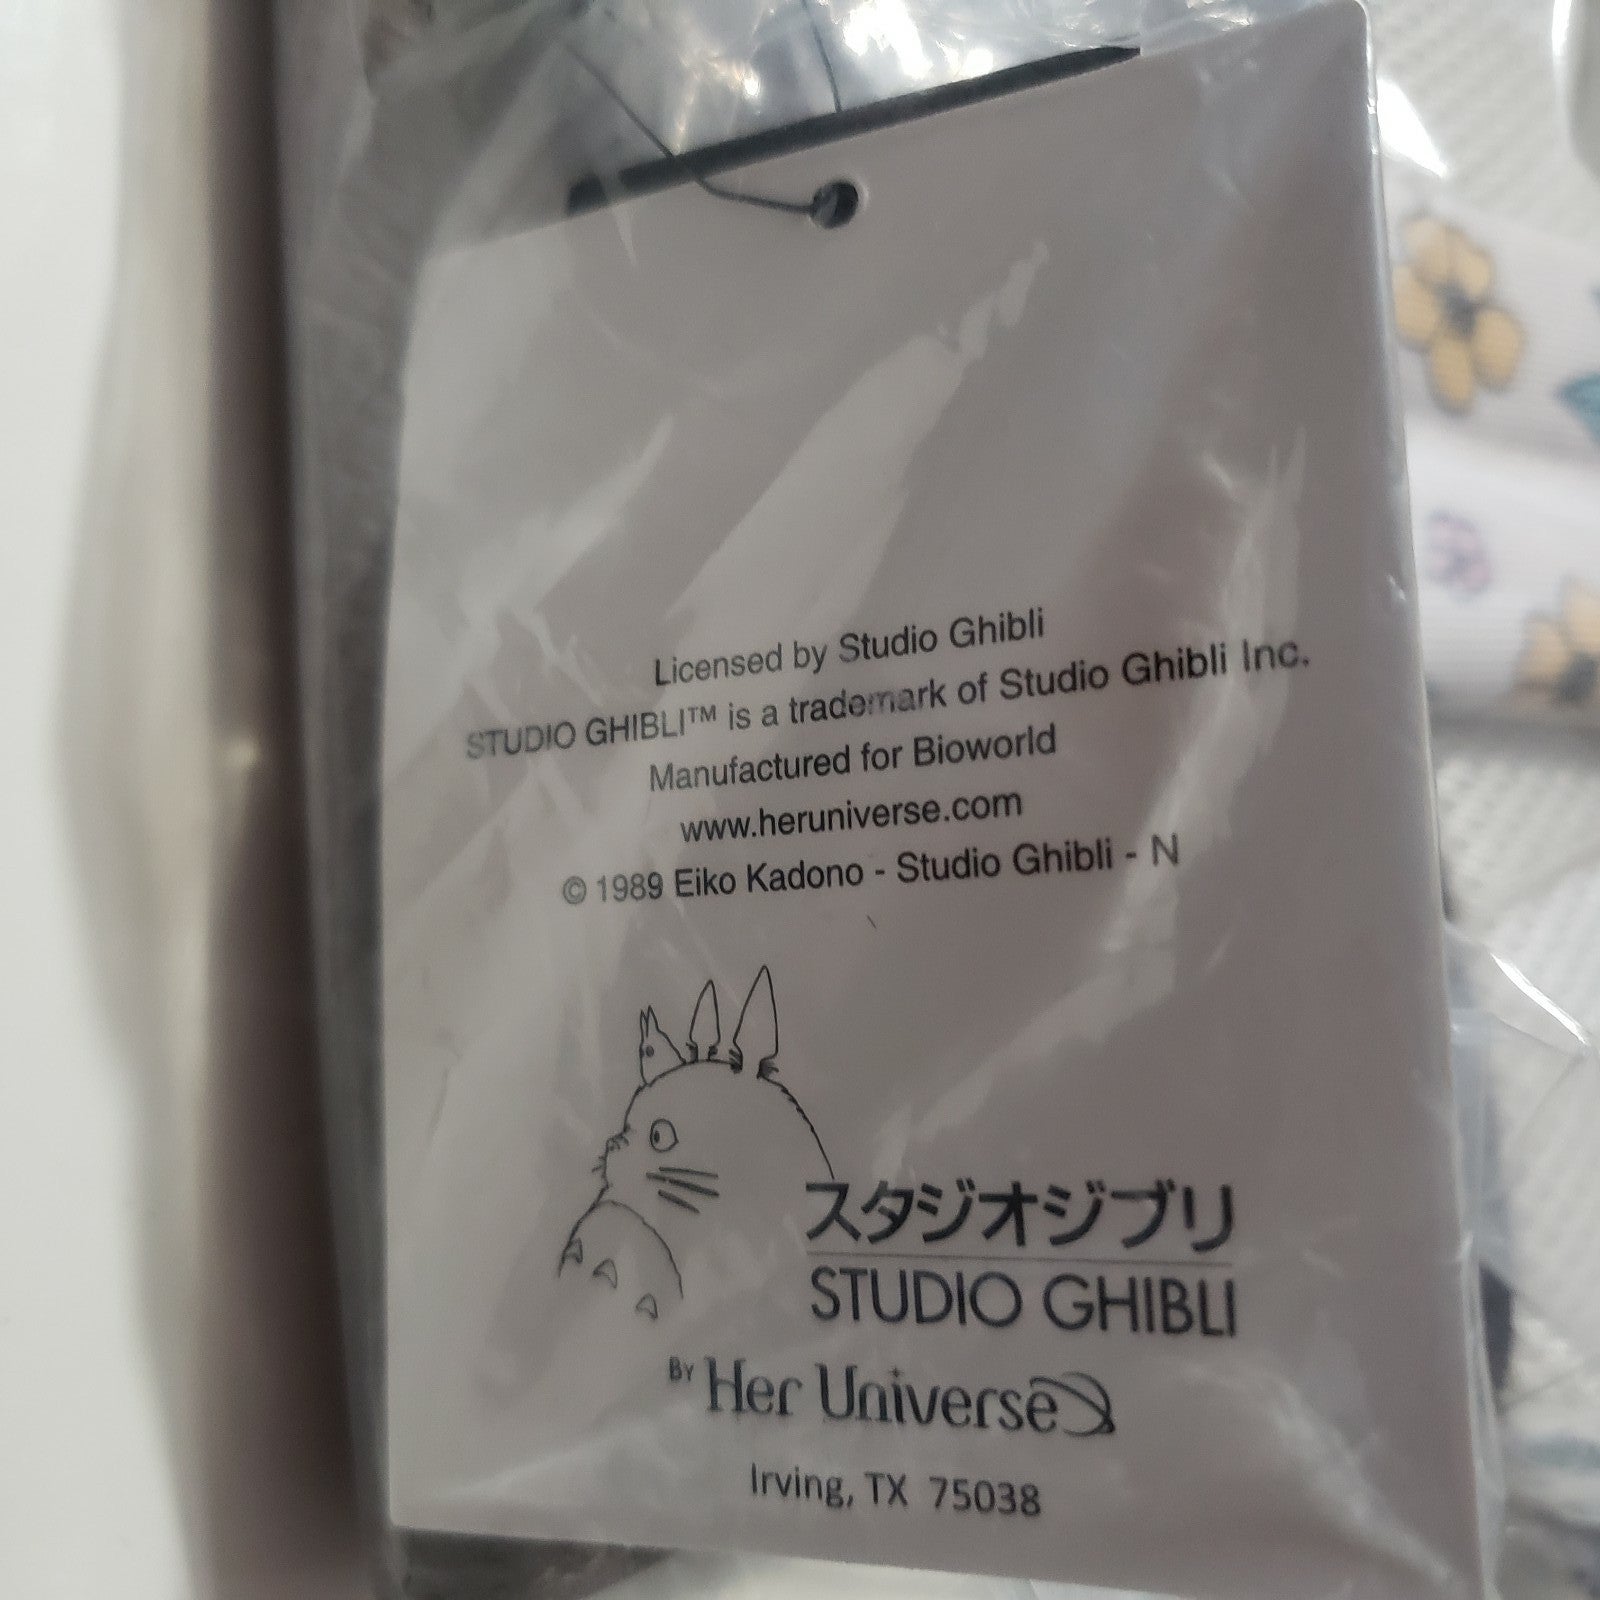 Licensed by Studio Ghibli
STUDIO GHIBLI™ is a trademark of Studio Ghibli Inc.
Manufactured for Bioworld
www.heruniverse.com
© 1989 Eiko Kadono - Studio Ghibli - N
スタジオジブリ
STUDIO GHIBLI
BY Her Universe
Irving, TX 75038